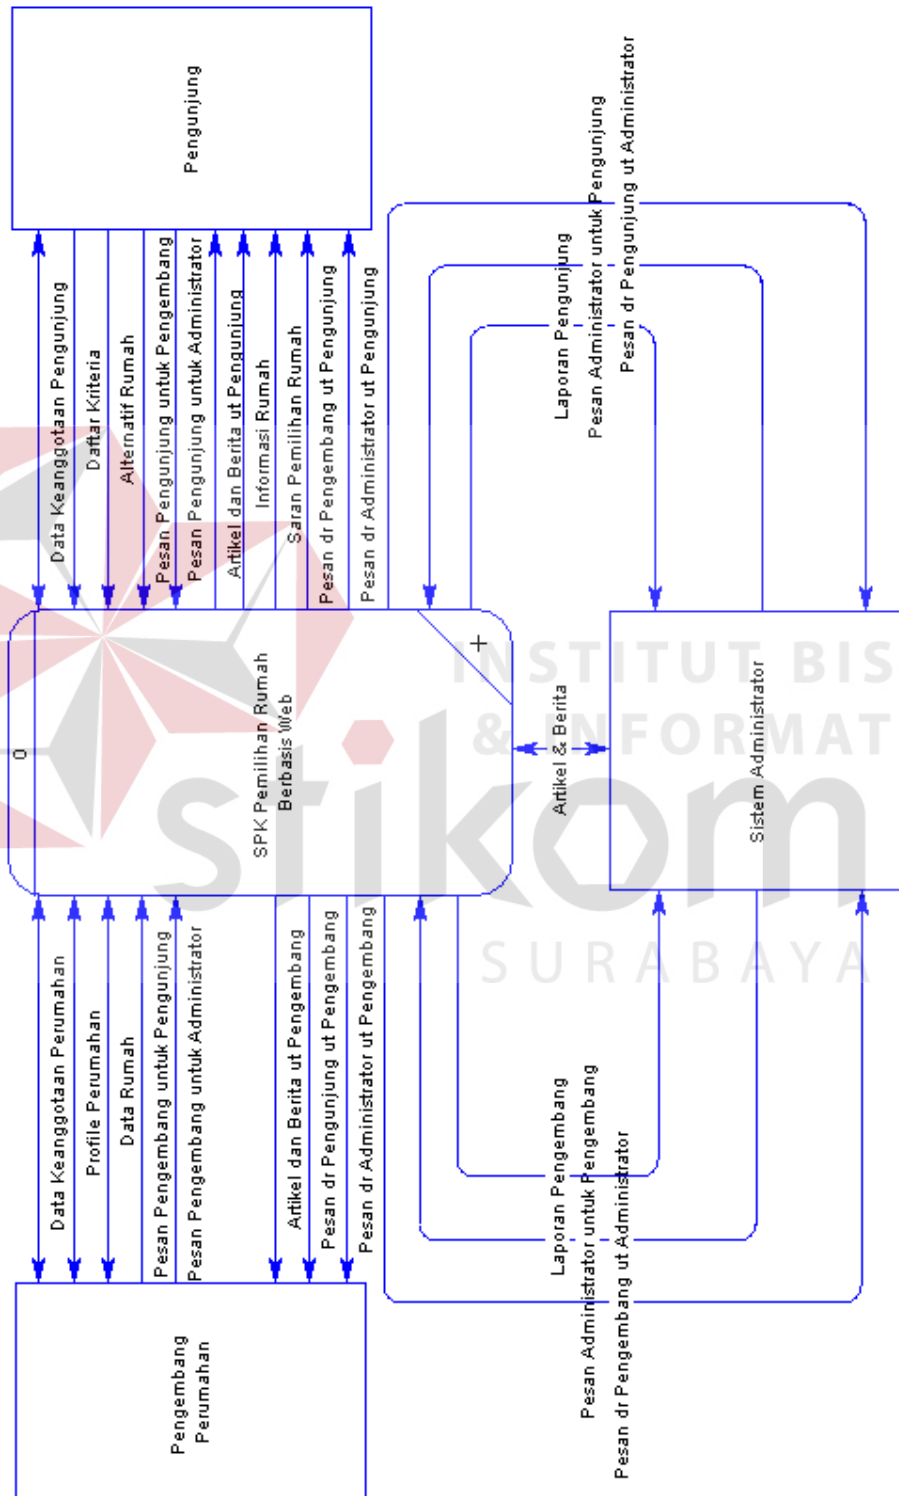 Pengembang
Perumahan
Data Keanggotaan Perumahan
Profile Perumahan
Data Rumah
Pesan Pengembang untuk Pengunjung
Pesan Pengembang untuk Administrator
Artikel dan Berita ut Pengembang
Pesan dr Pengunjung ut Pengembang
Pesan dr Administrator ut Pengembang
0
SPK Pemilihan Rumah
Berbasis Web
+
Data Keanggotaan Pengunjung
Daftar Kriteria
Alternatif Rumah
Pesan Pengunjung untuk Pengembang
Pesan Pengunjung untuk Administrator
Artikel dan Berita ut Pengunjung
Informasi Rumah
Saran Pemilihan Rumah
Pesan dr Pengembang ut Pengunjung
Pesan dr Administrator ut Pengunjung
Pengunjung
Laporan Pengembang
Pesan Administrator untuk Pengembang
Pesan dr Pengembang ut Administrator
Artikel & Berita
Laporan Pengunjung
Pesan Administrator untuk Pengunjung
Pesan dr Pengunjung ut Administrator
Sistem Administrator
INSTITUT BIS
& INFORMAT
stikom
SURABAYA